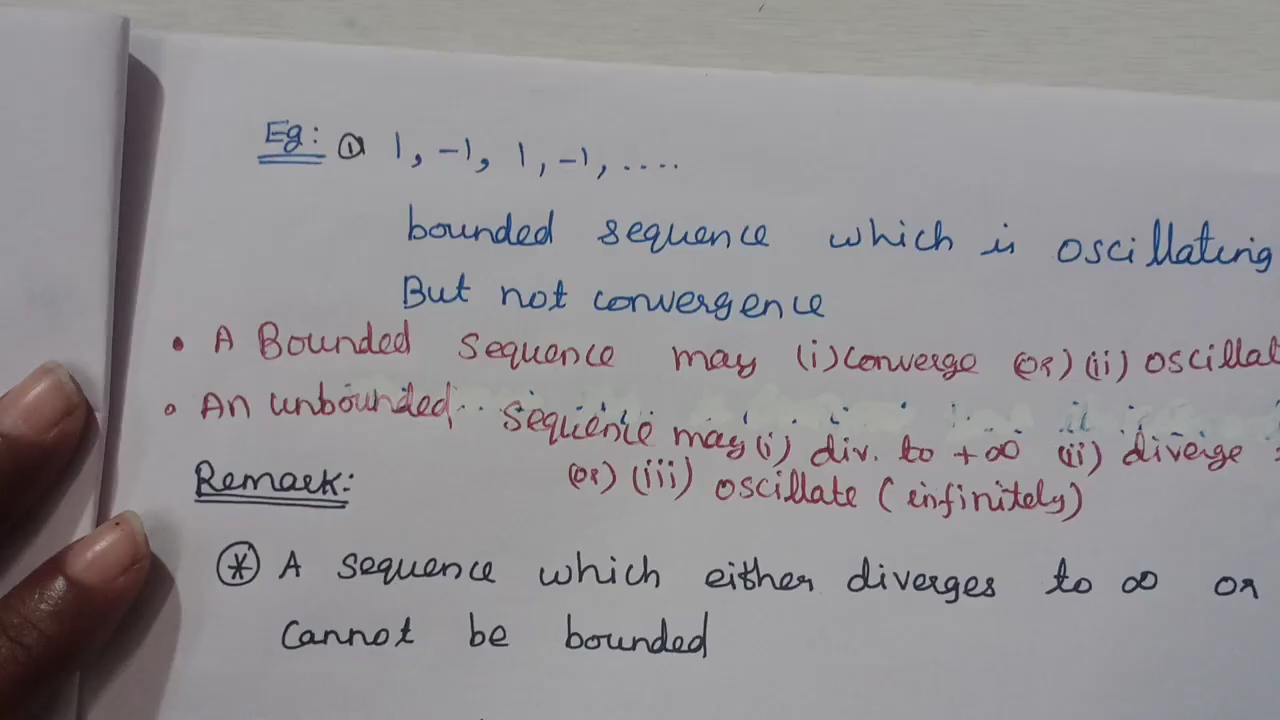 Eg: ① 1, -1, 1, -1, ....
bounded sequence which is oscillating
But not convergence
• A Bounded sequence may (i) converge (or) (ii) oscillat
• An unbounded sequence may (i) div. to +∞ (ii) diverge
(or) (iii) oscillate (infinitely)
Remark:
* A sequence which either diverges to ∞ or
cannot be bounded